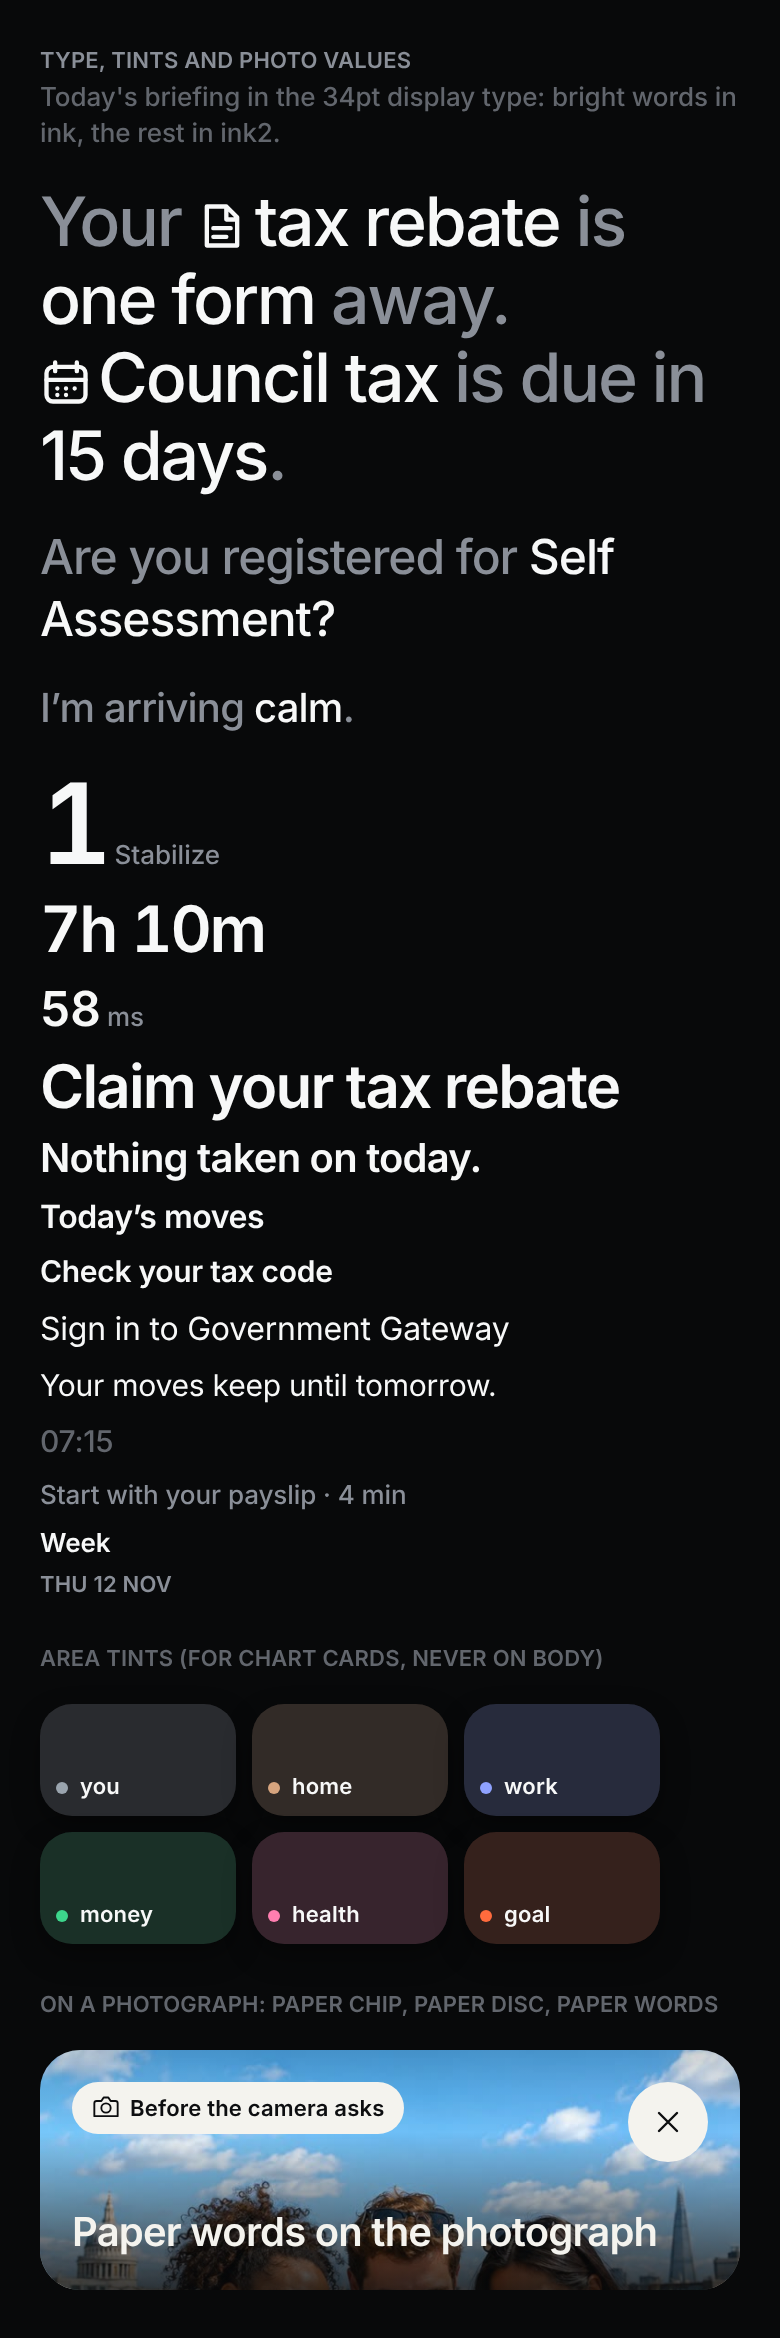 TYPE, TINTS AND PHOTO VALUES
Today's briefing in the 34pt display type: bright words in
ink, the rest in ink2.
Your tax rebate is
one form away.
Council tax is due in
15 days.
Are you registered for Self
Assessment?
I’m arriving calm.
1 Stabilize
7h 10m
58 ms
Claim your tax rebate
Nothing taken on today.
Today’s moves
Check your tax code
Sign in to Government Gateway
Your moves keep until tomorrow.
07:15
Start with your payslip · 4 min
Week
THU 12 NOV
AREA TINTS (FOR CHART CARDS, NEVER ON BODY)
you
home
work
money
health
goal
ON A PHOTOGRAPH: PAPER CHIP, PAPER DISC, PAPER WORDS
Before the camera asks
Paper words on the photograph